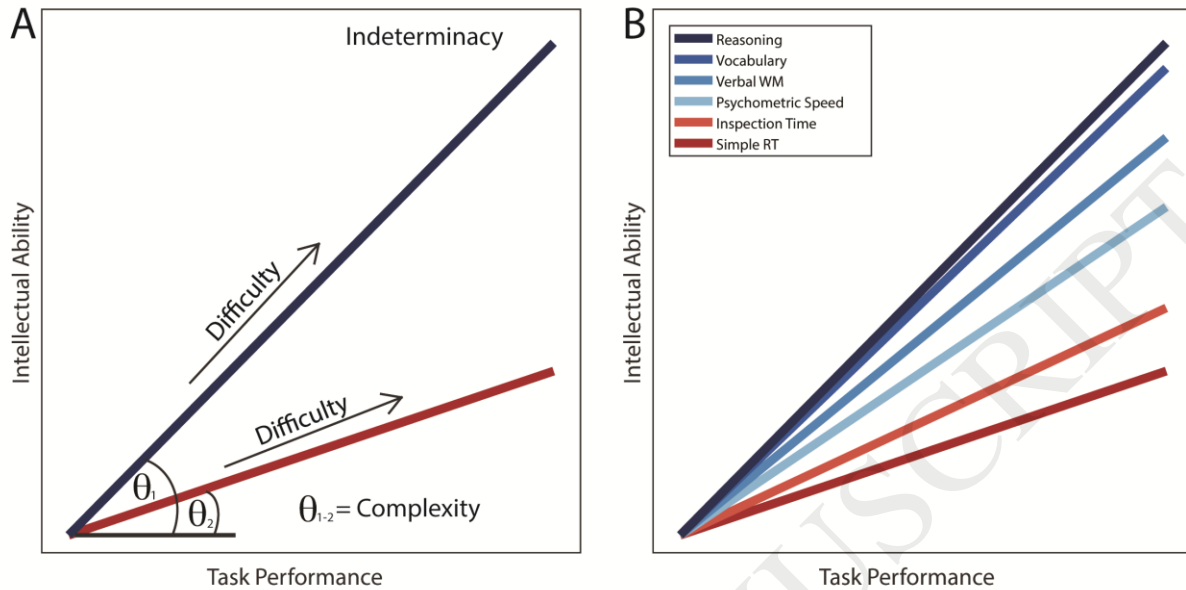 A
Indeterminacy
Intellectual Ability
Difficulty
Difficulty
θ1
θ2
θ1-2 = Complexity
Task Performance
B
Reasoning
Vocabulary
Verbal WM
Psychometric Speed
Inspection Time
Simple RT
Intellectual Ability
Task Performance
USCRIPT